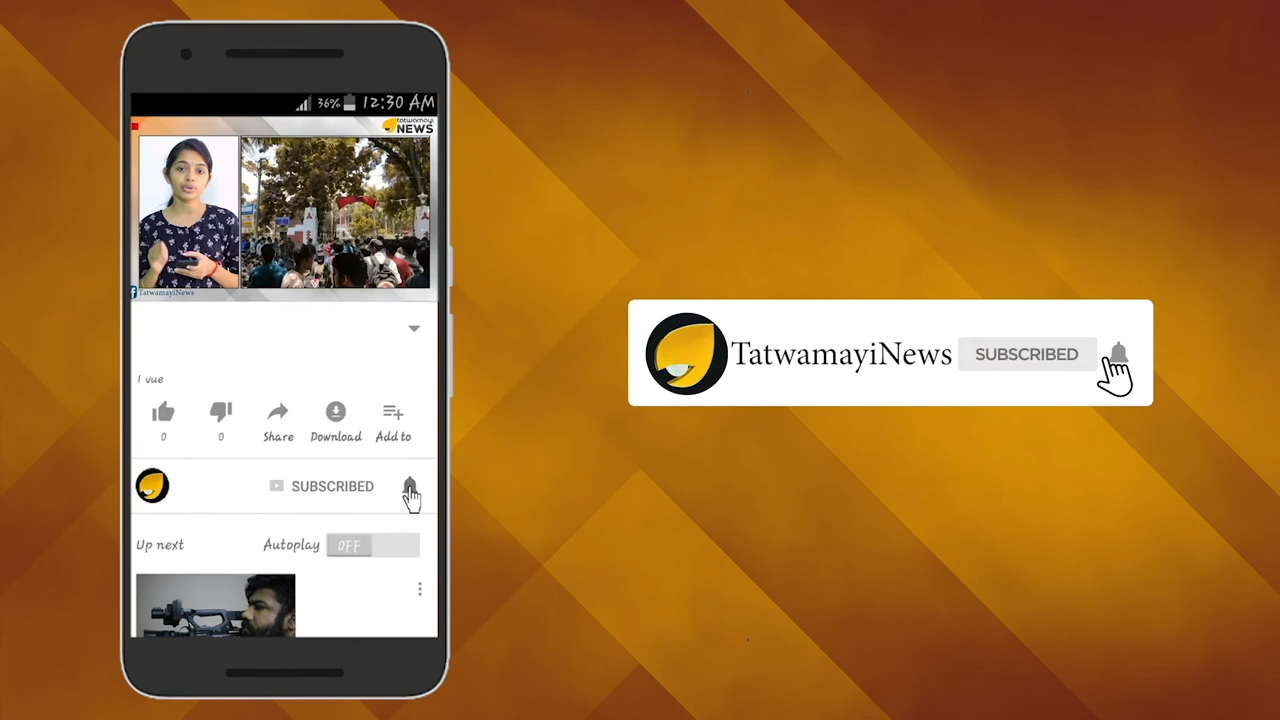 36% 12:30 AM
tatwamayi
NEWS
TatwamayiNews
1 vue
0 0 Share Download Add to
SUBSCRIBED
Up next Autoplay OFF
TatwamayiNews SUBSCRIBED